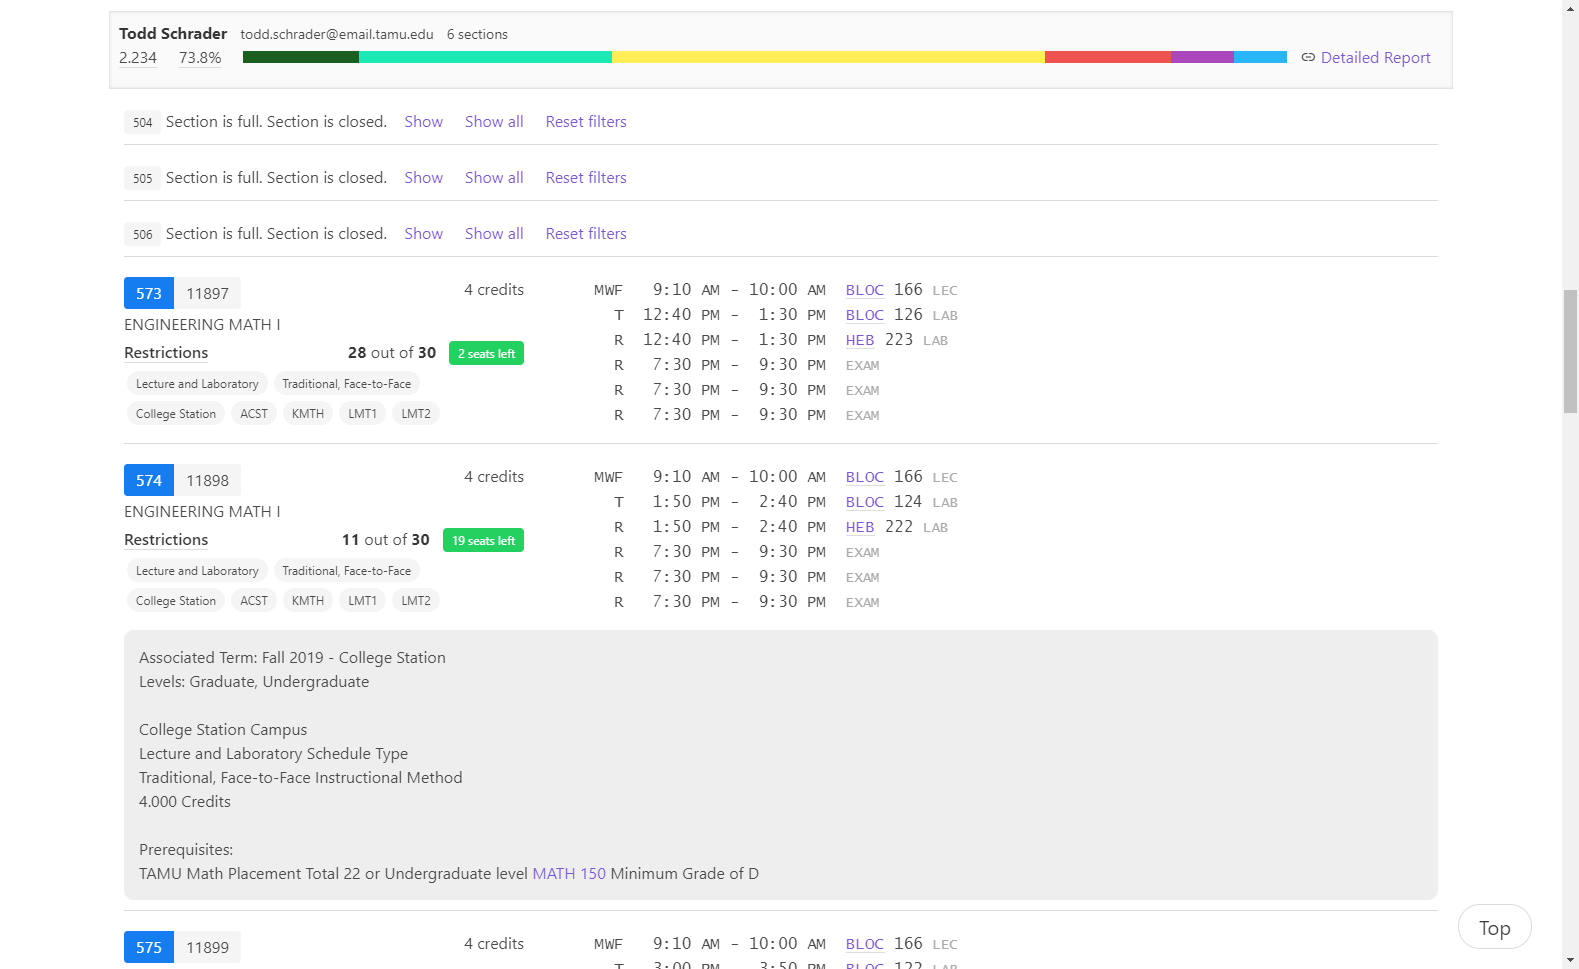 Todd Schrader todd.schrader@email.tamu.edu 6 sections
2.234 73.8% Detailed Report
504 Section is full. Section is closed. Show Show all Reset filters
505 Section is full. Section is closed. Show Show all Reset filters
506 Section is full. Section is closed. Show Show all Reset filters
573 11897 4 credits MWF 9:10 AM - 10:00 AM BLOC 166 LEC
T 12:40 PM - 1:30 PM BLOC 126 LAB
ENGINEERING MATH I
R 12:40 PM - 1:30 PM HEB 223 LAB
Restrictions 28 out of 30 2 seats left
R 7:30 PM - 9:30 PM EXAM
Lecture and Laboratory Traditional, Face-to-Face
R 7:30 PM - 9:30 PM EXAM
College Station ACST KMTH LMT1 LMT2
R 7:30 PM - 9:30 PM EXAM
574 11898 4 credits MWF 9:10 AM - 10:00 AM BLOC 166 LEC
T 1:50 PM - 2:40 PM BLOC 124 LAB
ENGINEERING MATH I
R 1:50 PM - 2:40 PM HEB 222 LAB
Restrictions 11 out of 30 19 seats left
R 7:30 PM - 9:30 PM EXAM
Lecture and Laboratory Traditional, Face-to-Face
R 7:30 PM - 9:30 PM EXAM
College Station ACST KMTH LMT1 LMT2
R 7:30 PM - 9:30 PM EXAM
Associated Term: Fall 2019 - College Station
Levels: Graduate, Undergraduate
College Station Campus
Lecture and Laboratory Schedule Type
Traditional, Face-to-Face Instructional Method
4.000 Credits
Prerequisites:
TAMU Math Placement Total 22 or Undergraduate level MATH 150 Minimum Grade of D
Top
575 11899 4 credits MWF 9:10 AM - 10:00 AM BLOC 166 LEC
T 3:00 PM - 3:50 PM BLOC 122 LAB